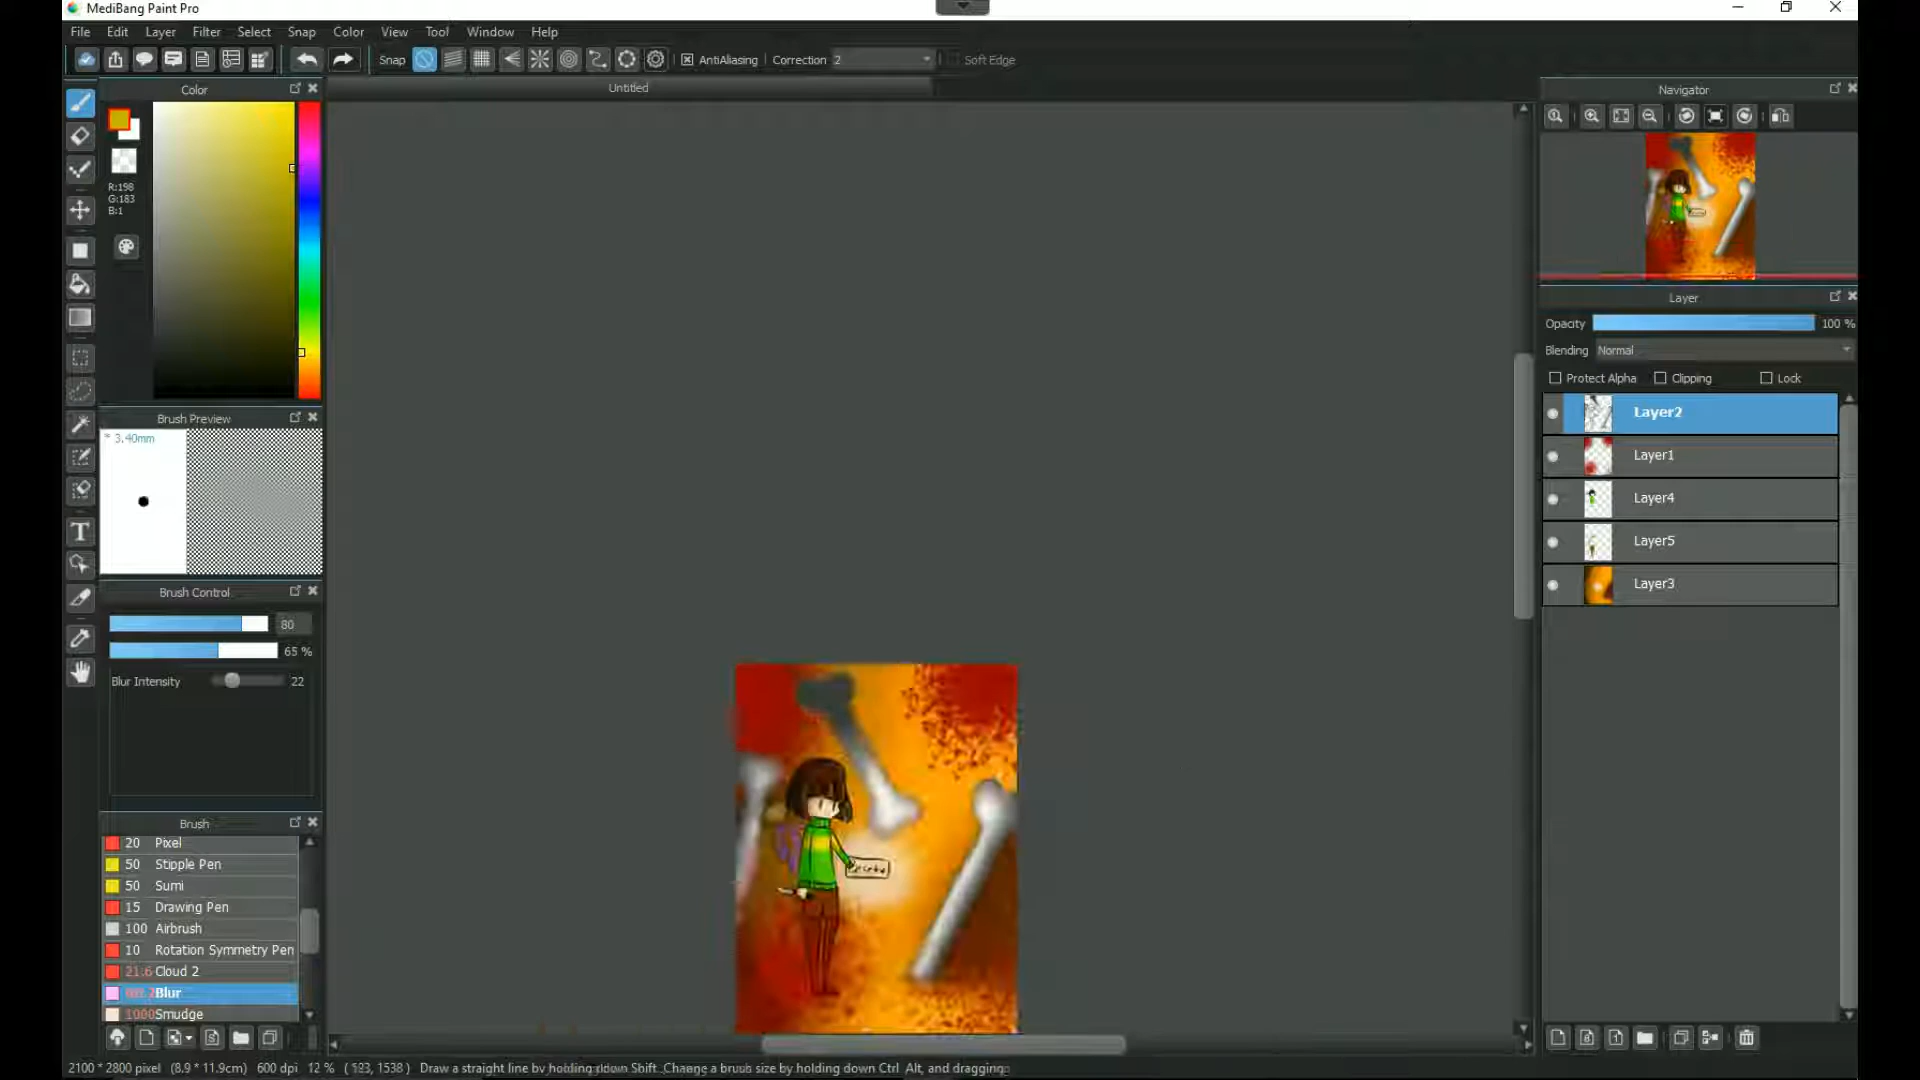 MediBang Paint Pro
File Edit Layer Filter Select Snap Color View Tool Window Help
Snap AntiAliasing Correction 2 Soft Edge
Color
Untitled
Navigator
R:198
G:183
B:1
Layer
Opacity 100 %
Blending Normal
Protect Alpha Clipping Lock
Layer2
Layer1
Layer4
Layer5
Layer3
Brush Preview
* 3.40mm
Brush Control
80
65 %
Blur Intensity 22
Brush
20 Pixel
50 Stipple Pen
50 Sumi
15 Drawing Pen
100 Airbrush
10 Rotation Symmetry Pen
21.6 Cloud 2
Blur
1000 Smudge
2100 * 2800 pixel (8.9 * 11.9cm) 600 dpi 12 % Draw a straight line by holding down Shift. Change a brush size by holding down Ctrl, Alt, and dragging.